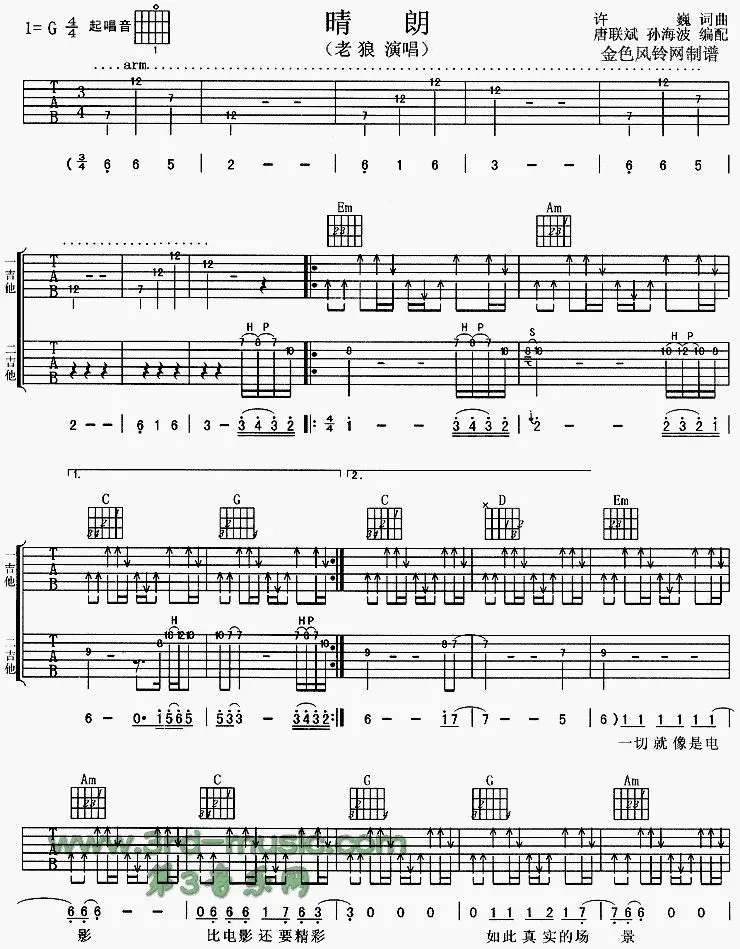 1= G 4/4 起唱音 晴 朗 许 巍 词曲
1 （老 狼 演唱） 唐联斌 孙海波 编配
金色风铃网制谱
arm.
T A B 3 4 7 12 7 12 - - 7 12 12 12 - - 7 12 7
( 3/4 6 6 5 | 2 - - | 6 1 6 | 3 - - | 6 6 5 |
Em Am
一吉他 T A B 12 - - 7 12 12 12 -
H P H P S H P
二吉他 T A B 7 8 7 10 8 - - 7 8 7 10 8 10 - - 10 12 10 8
2 - - | 6 1 6 | 3 - 3 4 3 2 |: 4/4 1 - - 3 4 3 2 | 2 - - 2 3 2 1 |
1. 2.
C G C D Em
一吉他 T A B
H H P
二吉他 T A B 9 - 8 10 12 10 10 7 7 - 7 8 7 10 9 - - 8 7 7 - - 9 - -
6 - 0· 1 5 6 5 | 5 3 3 - 3 4 3 2 :| 6 - - 1 7 | 7 - - 5 | 6 ) 1 1 1 1 1 1 |
一切就像是电
Am C G G Am
T A B
www.3rd-music.com
第3音乐网
6 6 6 - - | 0 6 6 6 1 7 6 3 | 3 0 0 0 | 0 1 1 1 1 2 1 7 | 7 6 6 0 0 |
影 比电影还要精彩 如此真实的场 景